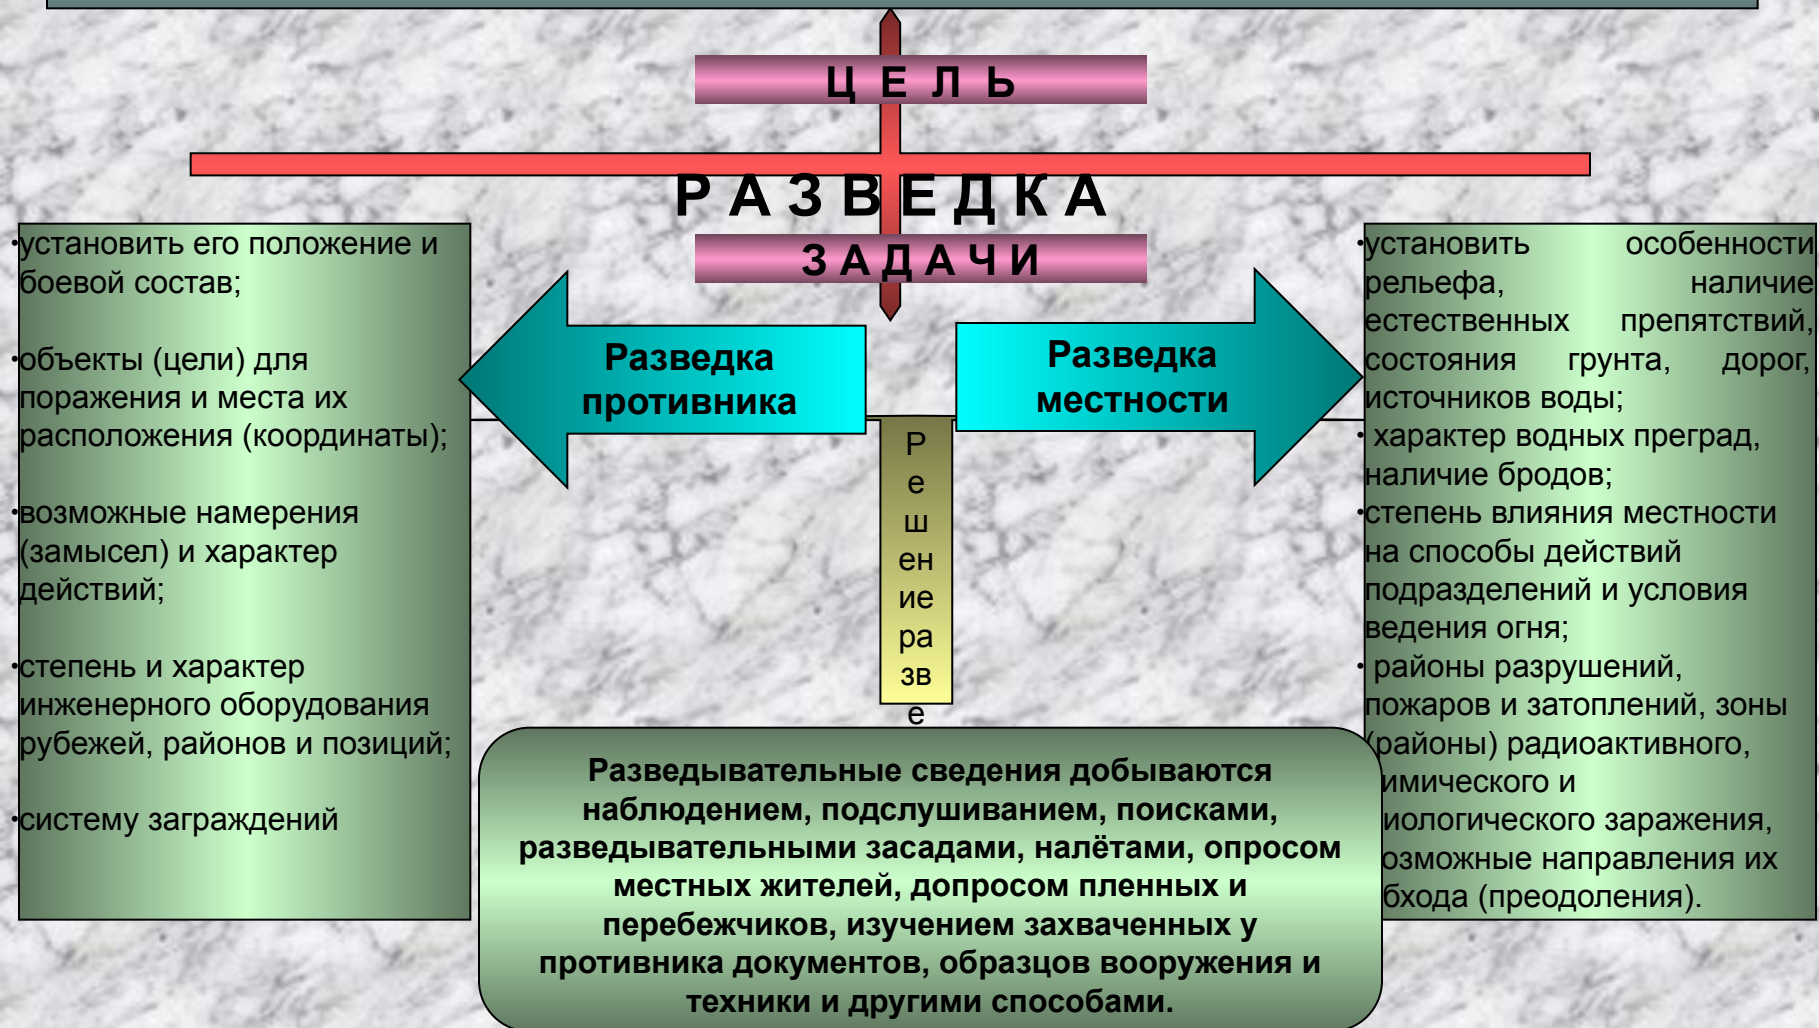 Ц Е Л Ь
Р А З В Е Д К А
З А Д А Ч И
•установить его положение и
боевой состав;
•объекты (цели) для
поражения и места их
расположения (координаты);
•возможные намерения
(замысел) и характер
действий;
•степень и характер
инженерного оборудования
рубежей, районов и позиций;
•систему заграждений
Разведка
противника
Разведка
местности
Р
е
ш
ен
ие
ра
зв
е
•установить особенности
рельефа, наличие
естественных препятствий,
состояния грунта, дорог,
источников воды;
• характер водных преград,
наличие бродов;
•степень влияния местности
на способы действий
подразделений и условия
ведения огня;
• районы разрушений,
пожаров и затоплений, зоны
(районы) радиоактивного,
имического и
иологического заражения,
озможные направления их
бхода (преодоления).
Разведывательные сведения добываются
наблюдением, подслушиванием, поисками,
разведывательными засадами, налётами, опросом
местных жителей, допросом пленных и
перебежчиков, изучением захваченных у
противника документов, образцов вооружения и
техники и другими способами.